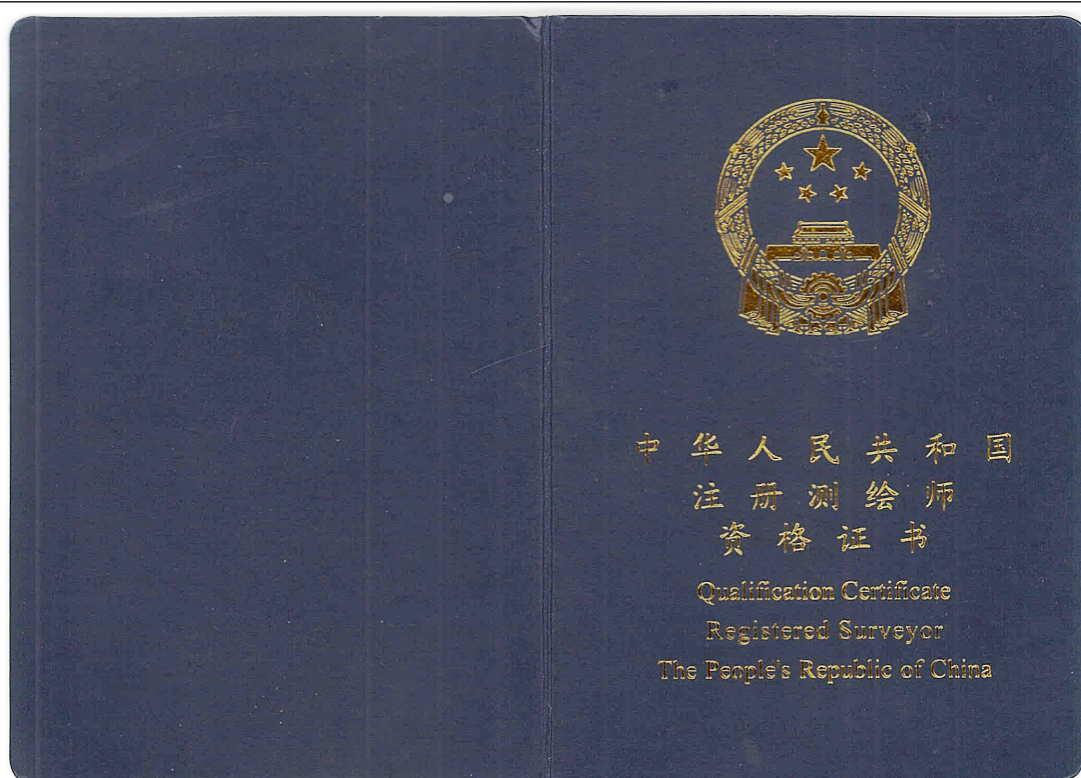 中华人民共和国
注册测绘师
资格证书
Qualification Certificate
Registered Surveyor
The People's Republic of China